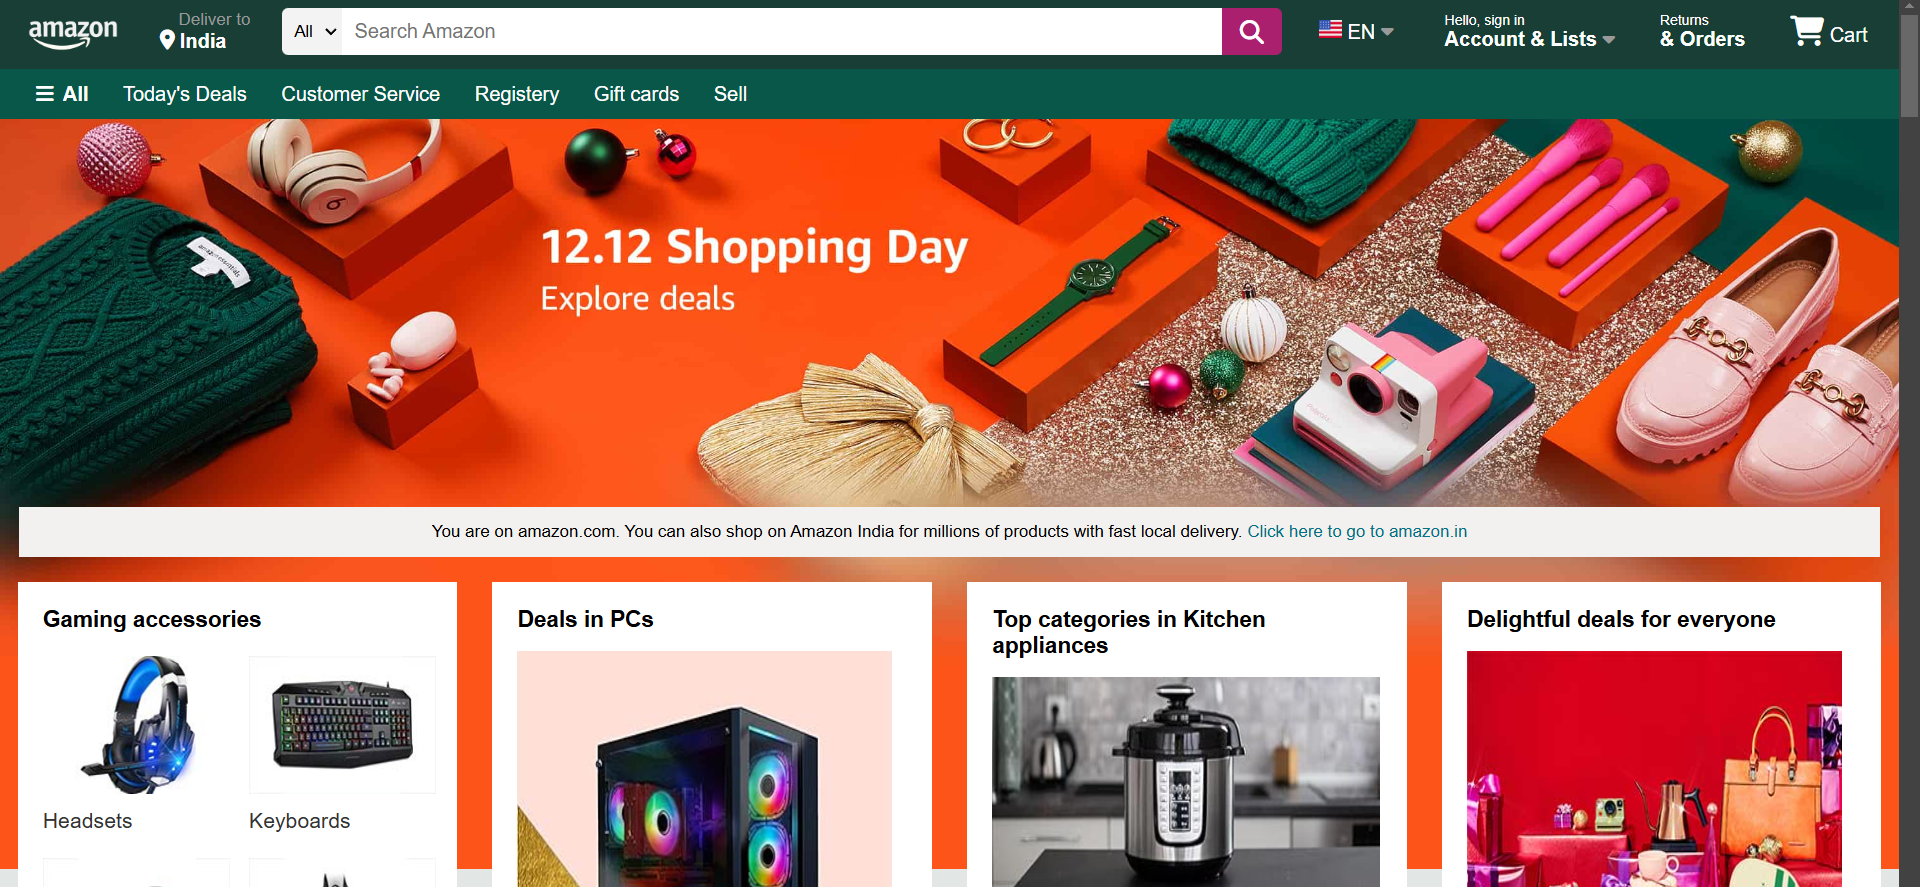 amazon
Deliver to
India
All
Search Amazon
EN
Hello, sign in
Account & Lists
Returns
& Orders
Cart
All
Today's Deals
Customer Service
Registery
Gift cards
Sell
12.12 Shopping Day
Explore deals
amazon essentials
Polaroid
You are on amazon.com. You can also shop on Amazon India for millions of products with fast local delivery. Click here to go to amazon.in
Gaming accessories
Headsets
Keyboards
Deals in PCs
Top categories in Kitchen
appliances
Delightful deals for everyone